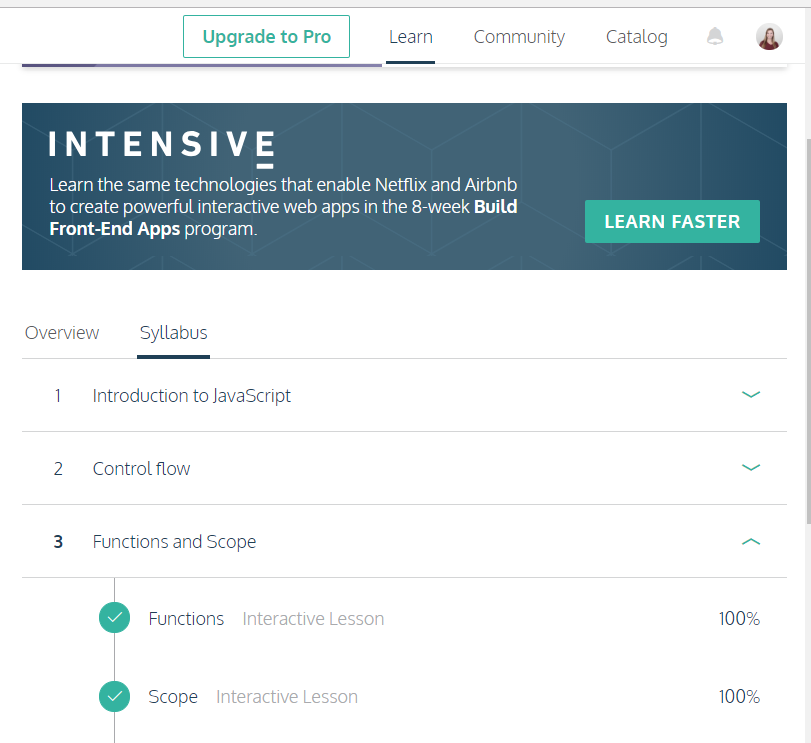 Upgrade to Pro Learn Community Catalog
INTENSIVE
Learn the same technologies that enable Netflix and Airbnb
to create powerful interactive web apps in the 8-week Build
Front-End Apps program.
LEARN FASTER
Overview Syllabus
1 Introduction to JavaScript
2 Control flow
3 Functions and Scope
Functions Interactive Lesson 100%
Scope Interactive Lesson 100%